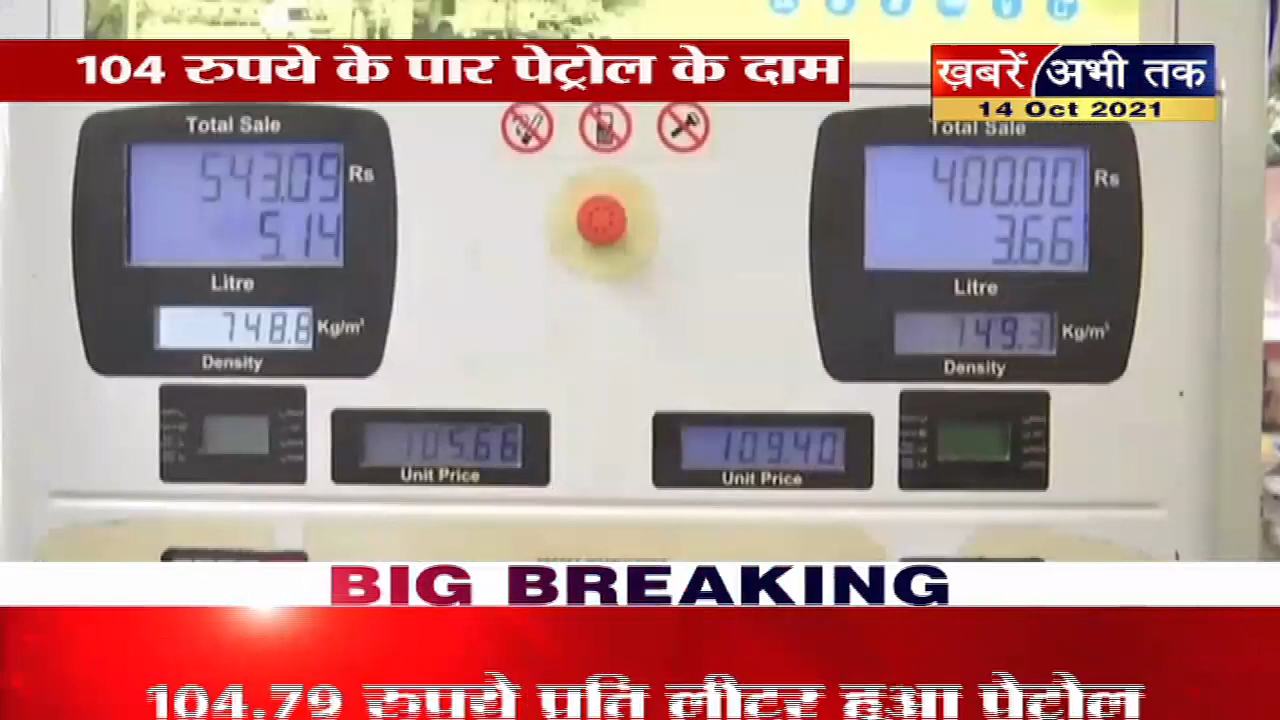 104 रुपये के पार पेट्रोल के दाम
ख़बरें अभी तक
14 Oct 2021
Total Sale
543.09 Rs
5.14
Litre
748.8 Kg/m³
Density
105.66
Unit Price
Total Sale
400.00 Rs
3.66
Litre
749.3 Kg/m³
Density
109.40
Unit Price
BIG BREAKING
104.79 रुपये प्रति लीटर हुआ पेट्रोल